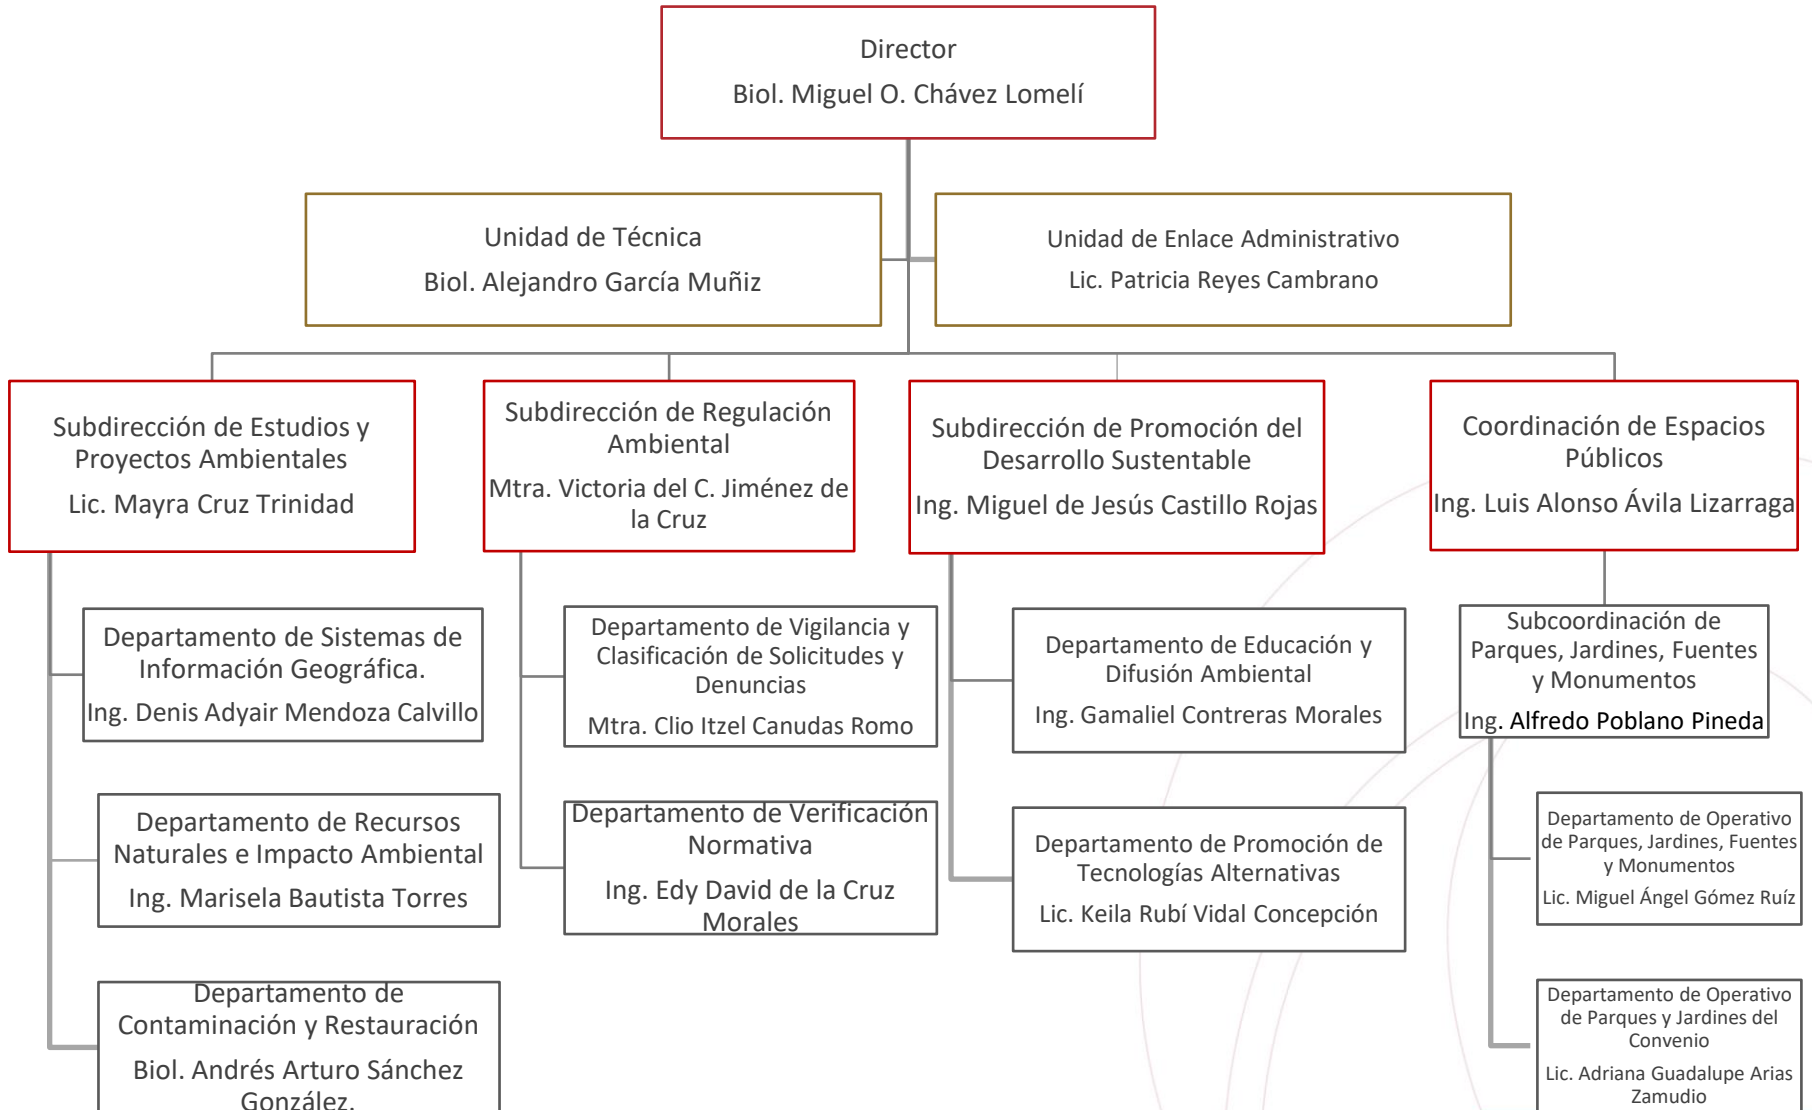 Director
Biol. Miguel O. Chávez Lomelí
Unidad de Técnica
Biol. Alejandro García Muñiz
Unidad de Enlace Administrativo
Lic. Patricia Reyes Cambrano
Subdirección de Estudios y
Proyectos Ambientales
Lic. Mayra Cruz Trinidad
Subdirección de Regulación
Ambiental
Mtra. Victoria del C. Jiménez de
la Cruz
Subdirección de Promoción del
Desarrollo Sustentable
Ing. Miguel de Jesús Castillo Rojas
Coordinación de Espacios
Públicos
Ing. Luis Alonso Ávila Lizarraga
Departamento de Sistemas de
Información Geográfica.
Ing. Denis Adyair Mendoza Calvillo
Departamento de Vigilancia y
Clasificación de Solicitudes y
Denuncias
Mtra. Clio Itzel Canudas Romo
Departamento de Educación y
Difusión Ambiental
Ing. Gamaliel Contreras Morales
Subcoordinación de
Parques, Jardines, Fuentes
y Monumentos
Ing. Alfredo Poblano Pineda
Departamento de Recursos
Naturales e Impacto Ambiental
Ing. Marisela Bautista Torres
Departamento de Verificación
Normativa
Ing. Edy David de la Cruz
Morales
Departamento de Promoción de
Tecnologías Alternativas
Lic. Keila Rubí Vidal Concepción
Departamento de Operativo
de Parques, Jardines, Fuentes
y Monumentos
Lic. Miguel Ángel Gómez Ruíz
Departamento de
Contaminación y Restauración
Biol. Andrés Arturo Sánchez
González.
Departamento de Operativo
de Parques y Jardines del
Convenio
Lic. Adriana Guadalupe Arias
Zamudio